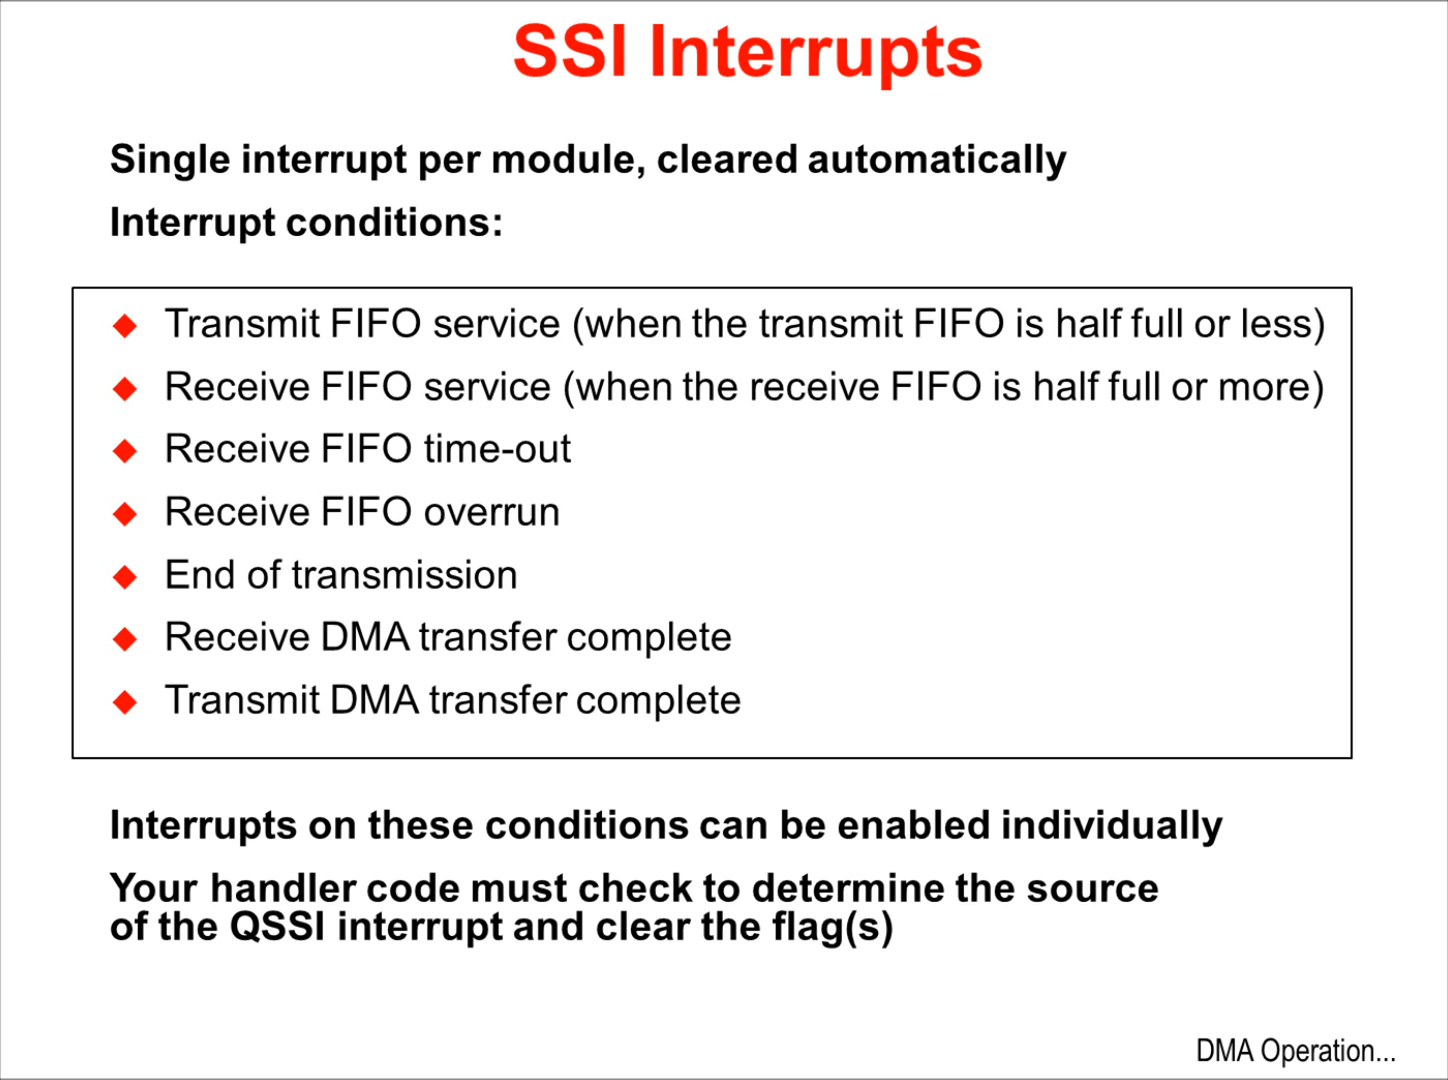 SSI Interrupts
Single interrupt per module, cleared automatically
Interrupt conditions:
Transmit FIFO service (when the transmit FIFO is half full or less)
Receive FIFO service (when the receive FIFO is half full or more)
Receive FIFO time-out
Receive FIFO overrun
End of transmission
Receive DMA transfer complete
Transmit DMA transfer complete
Interrupts on these conditions can be enabled individually
Your handler code must check to determine the source
of the QSSI interrupt and clear the flag(s)
DMA Operation...